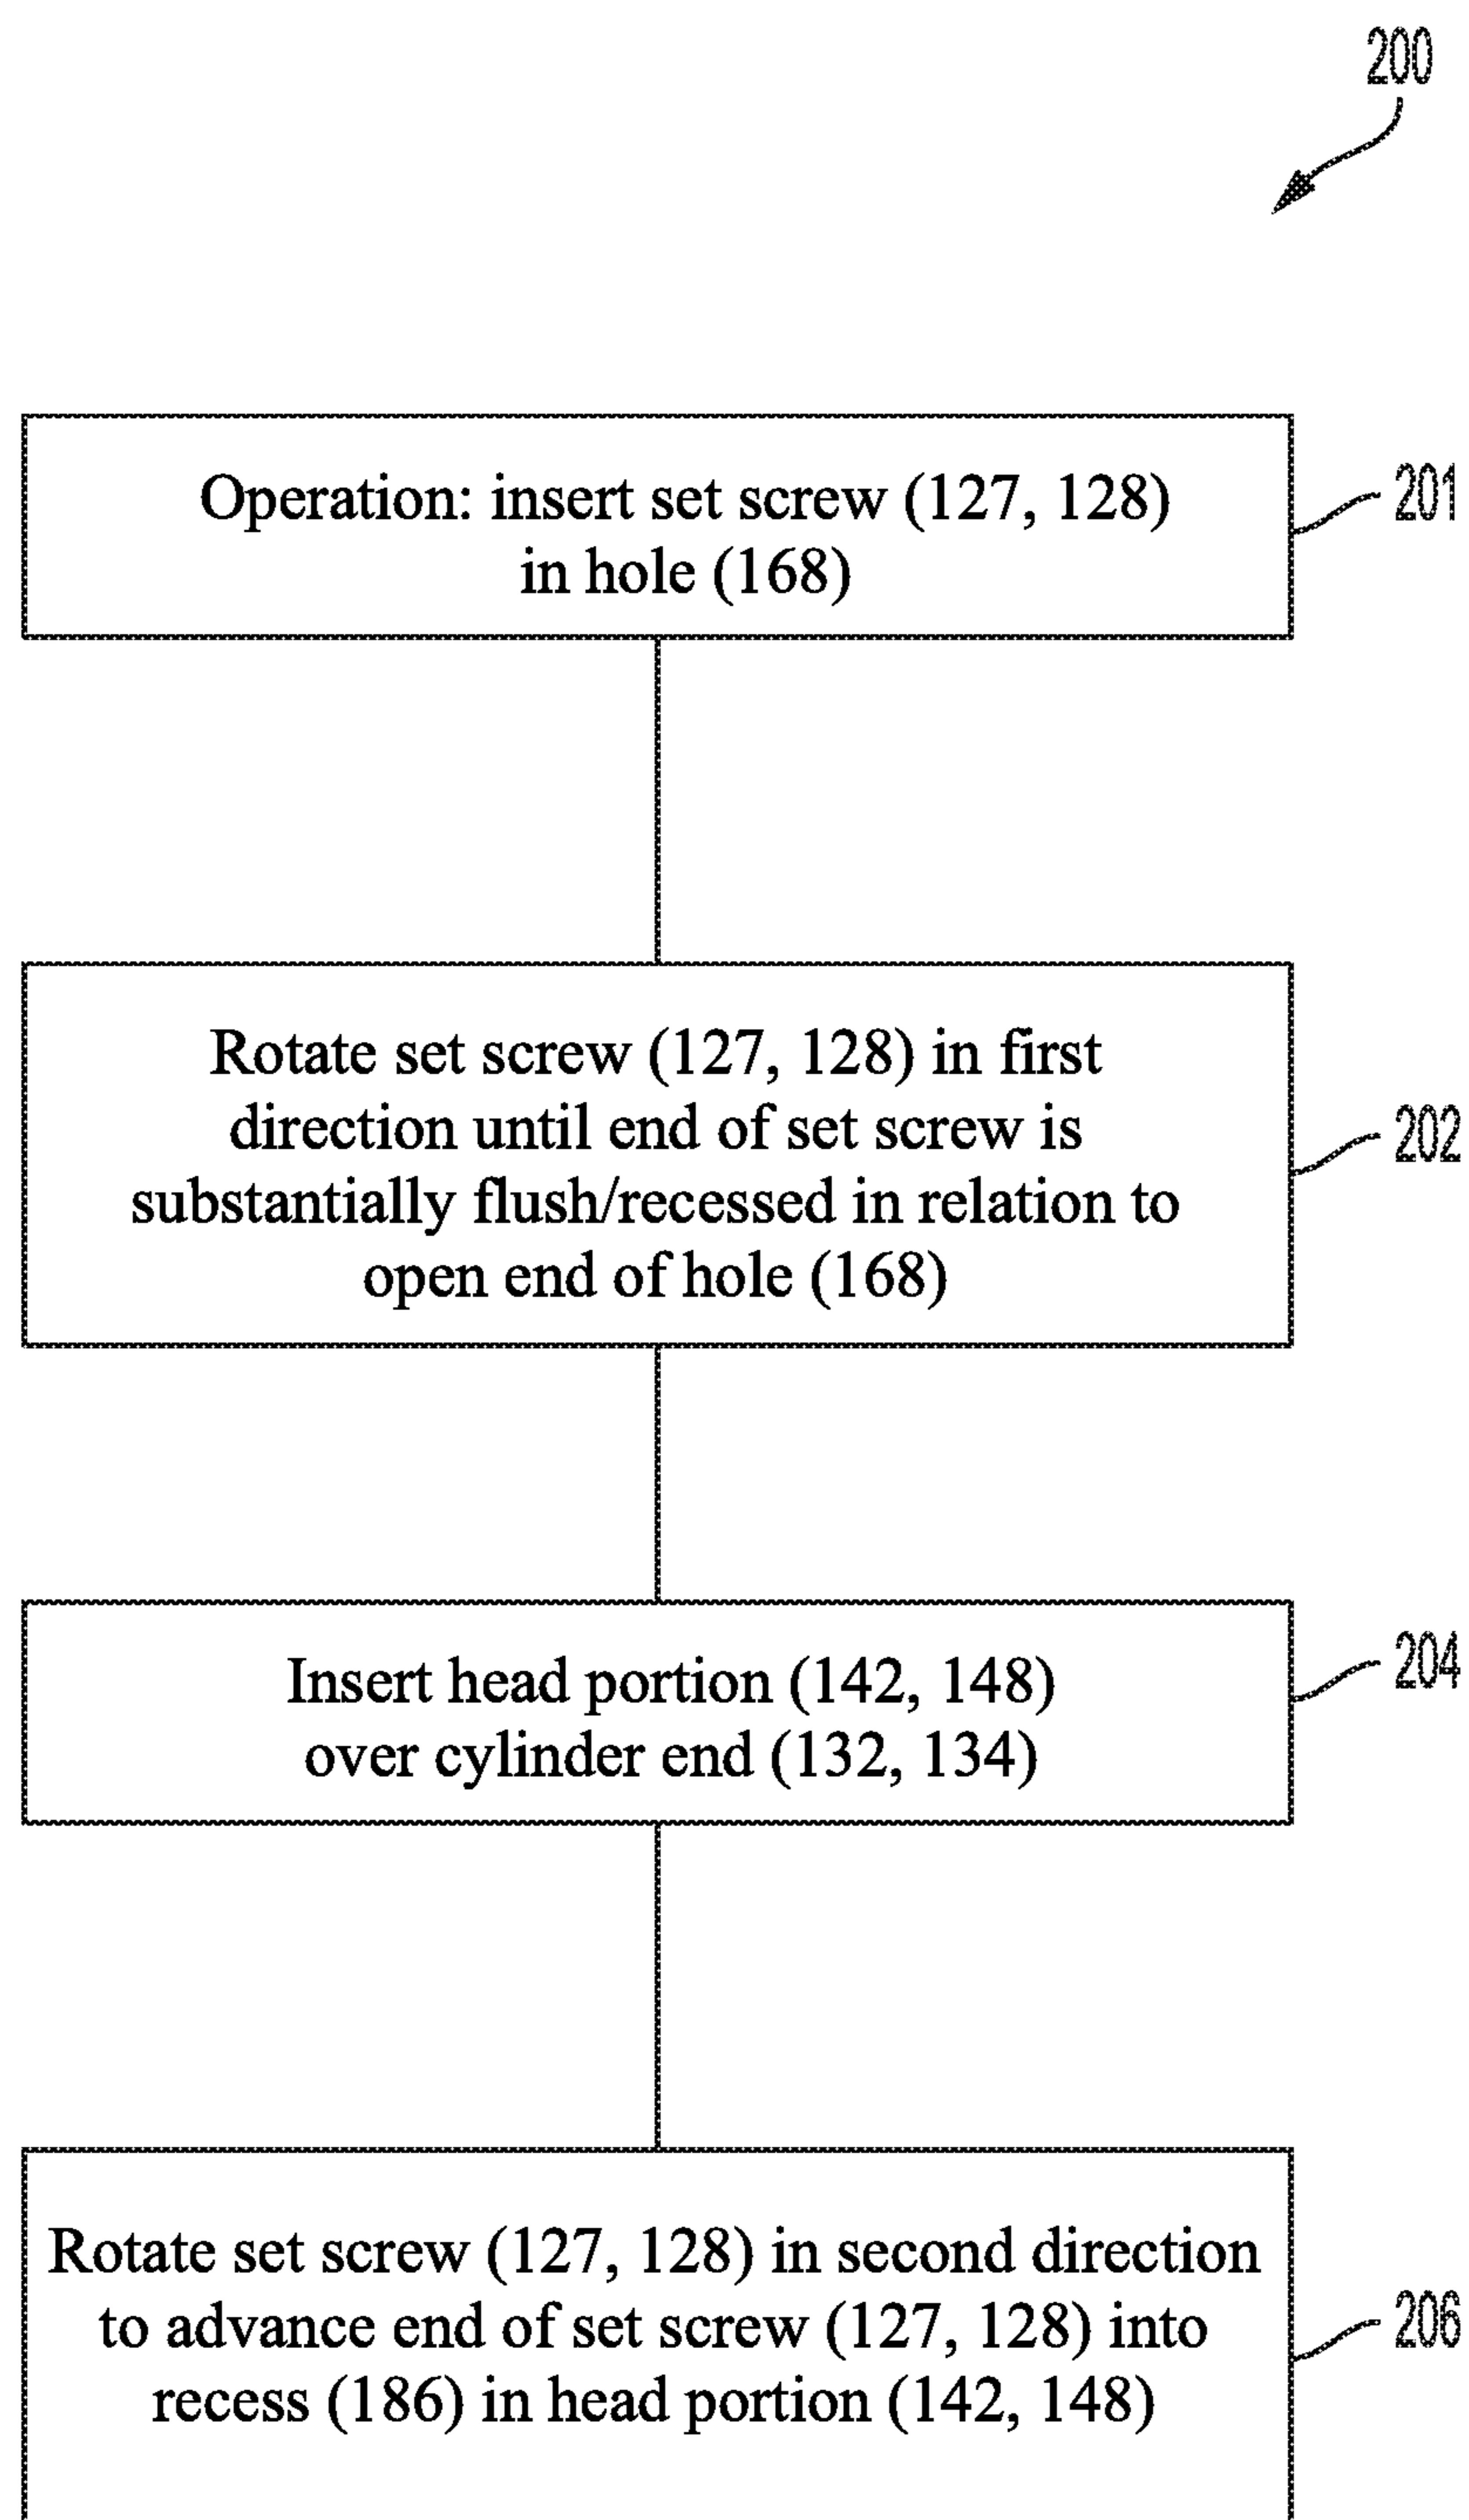 200
Operation: insert set screw (127, 128)
in hole (168)
201
Rotate set screw (127, 128) in first
direction until end of set screw is
substantially flush/recessed in relation to
open end of hole (168)
202
Insert head portion (142, 148)
over cylinder end (132, 134)
204
Rotate set screw (127, 128) in second direction
to advance end of set screw (127, 128) into
recess (186) in head portion (142, 148)
206